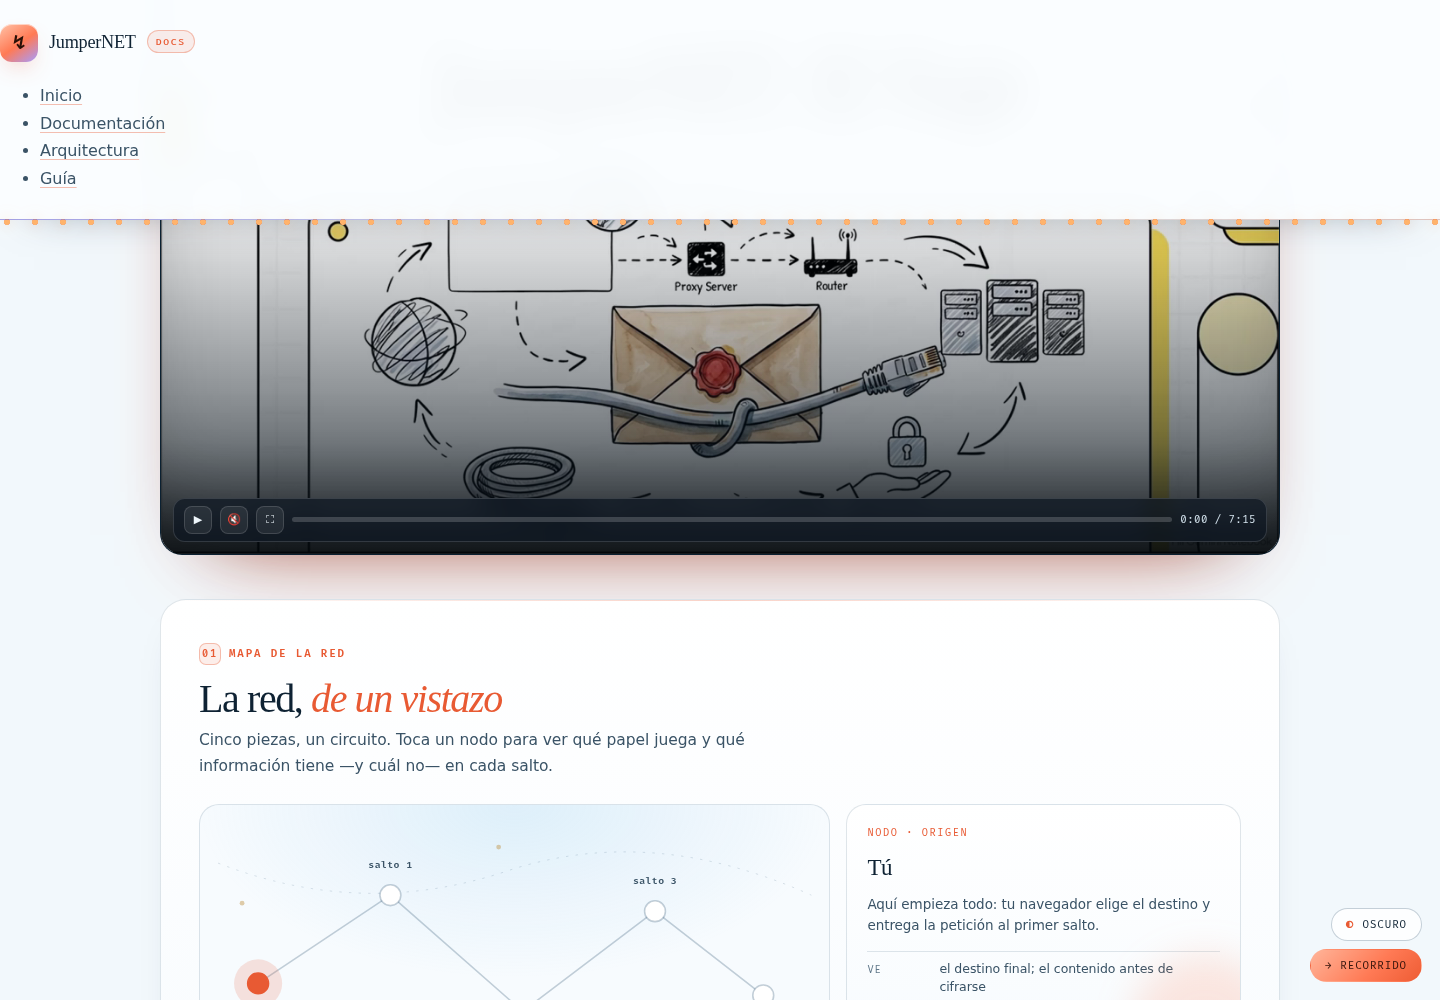 JumperNET DOCS
Inicio
Documentación
Arquitectura
Guía
Proxy Server
Router
0:00 / 7:15
01 MAPA DE LA RED
La red, de un vistazo
Cinco piezas, un circuito. Toca un nodo para ver qué papel juega y qué
información tiene —y cuál no— en cada salto.
salto 1
salto 3
NODO · ORIGEN
Tú
Aquí empieza todo: tu navegador elige el destino y
entrega la petición al primer salto.
VE
el destino final; el contenido antes de
cifrarse
OSCURO
→ RECORRIDO